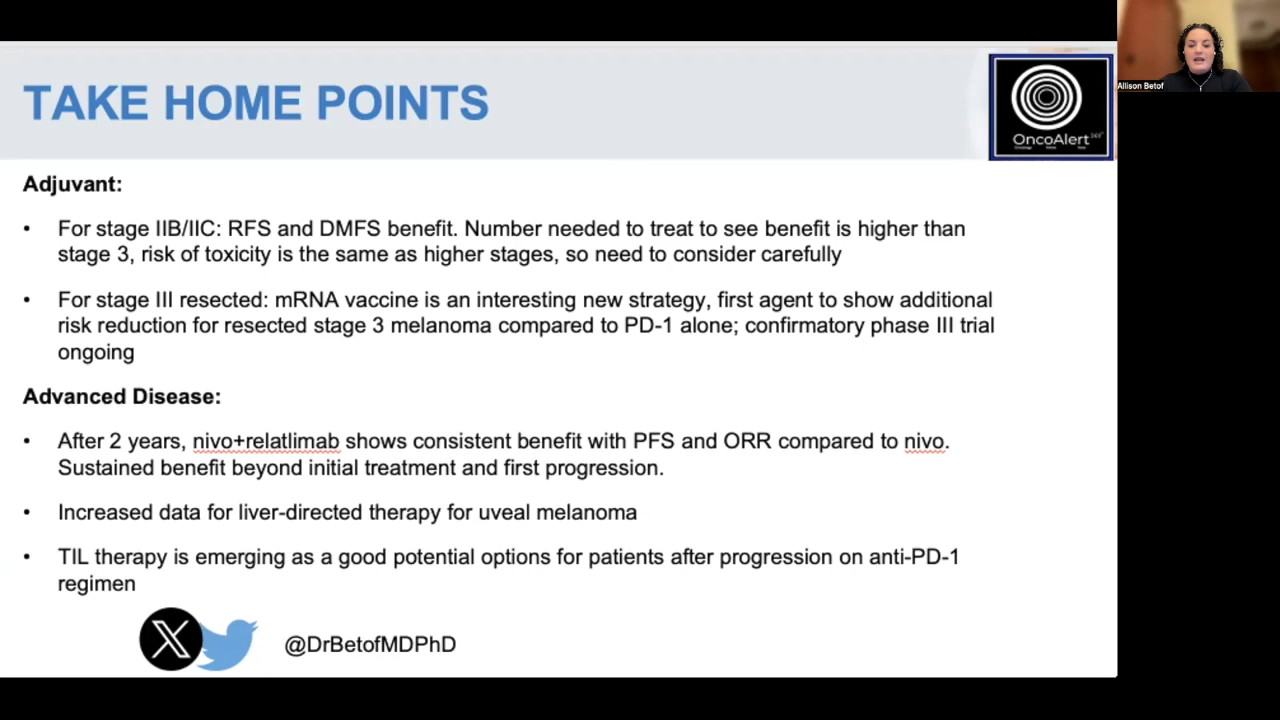 TAKE HOME POINTS
OncoAlert
Allison Betof
Adjuvant:
• For stage IIB/IIC: RFS and DMFS benefit. Number needed to treat to see benefit is higher than
stage 3, risk of toxicity is the same as higher stages, so need to consider carefully
• For stage III resected: mRNA vaccine is an interesting new strategy, first agent to show additional
risk reduction for resected stage 3 melanoma compared to PD-1 alone; confirmatory phase III trial
ongoing
Advanced Disease:
• After 2 years, nivo+relatlimab shows consistent benefit with PFS and ORR compared to nivo.
Sustained benefit beyond initial treatment and first progression.
• Increased data for liver-directed therapy for uveal melanoma
• TIL therapy is emerging as a good potential options for patients after progression on anti-PD-1
regimen
@DrBetofMDPhD